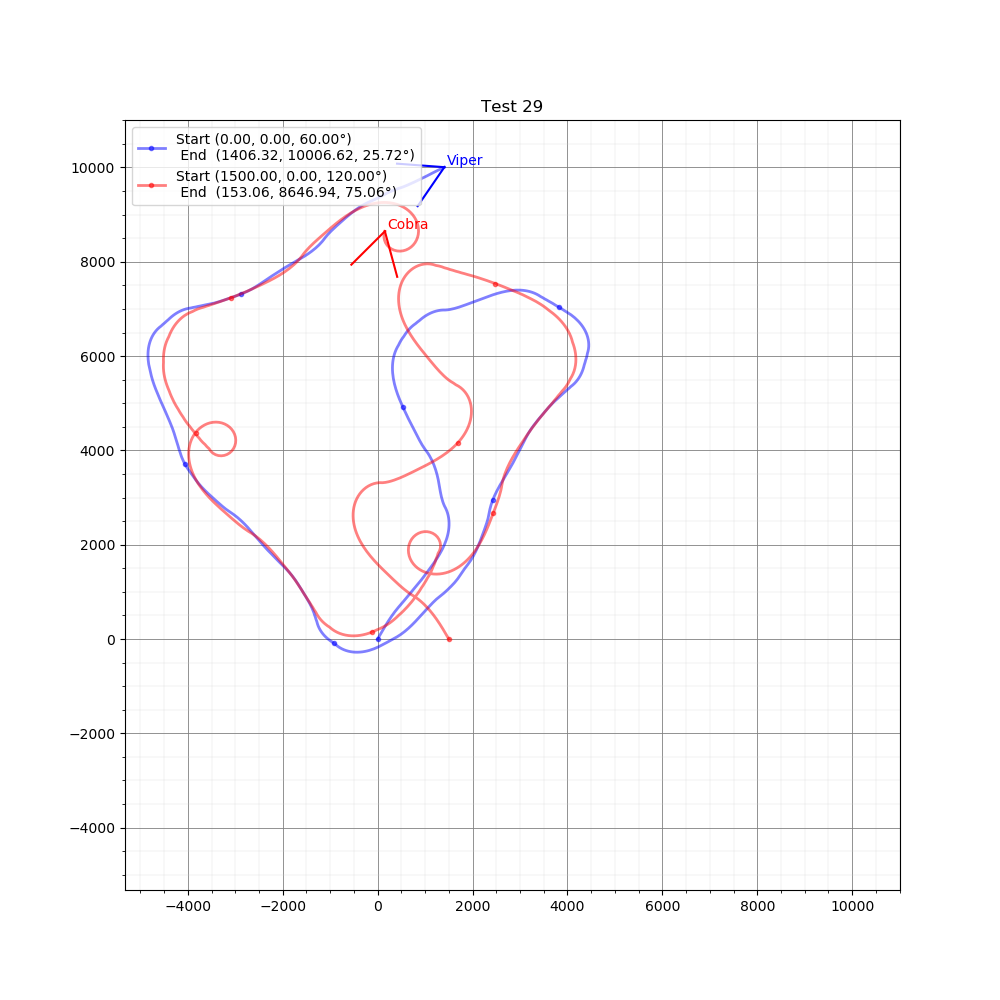 Test 29
Start (0.00, 0.00, 60.00°)
End (1406.32, 10006.62, 25.72°)
Start (1500.00, 0.00, 120.00°)
End (153.06, 8646.94, 75.06°)
Viper
Cobra
10000
8000
6000
4000
2000
0
−2000
−4000
−4000 −2000 0 2000 4000 6000 8000 10000